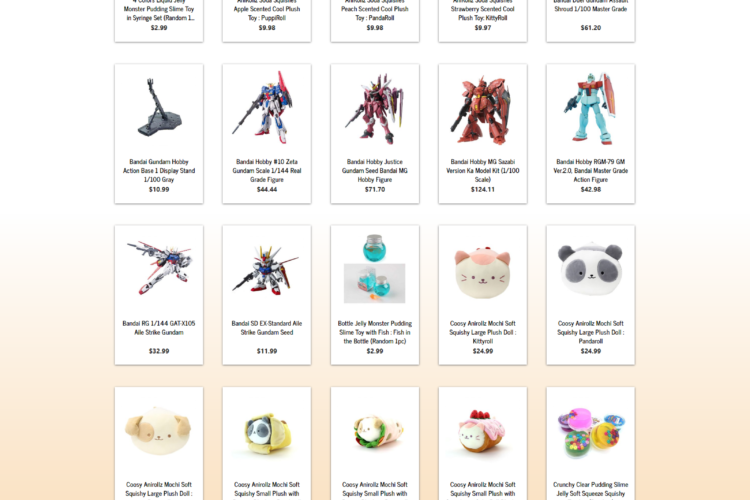 4 Colors Liquid Jelly
Monster Pudding Slime Toy
in Syringe Set (Random 1...
$2.99
Anirollz Soda Squishies
Apple Scented Cool Plush
Toy : PuppiRoll
$9.98
Anirollz Soda Squishies
Peach Scented Cool Plush
Toy : PandaRoll
$9.98
Anirollz Soda Squishies
Strawberry Scented Cool
Plush Toy: KittyRoll
$9.97
Bandai Duel Gundam Assault
Shroud 1/100 Master Grade
$61.20
Bandai Gundam Hobby
Action Base 1 Display Stand
1/100 Gray
$10.99
Bandai Hobby #10 Zeta
Gundam Scale 1/144 Real
Grade Figure
$44.44
Bandai Hobby Justice
Gundam Seed Bandai MG
Hobby Figure
$71.70
Bandai Hobby MG Sazabi
Version Ka Model Kit (1/100
Scale)
$124.11
Bandai Hobby RGM-79 GM
Ver.2.0, Bandai Master Grade
Action Figure
$42.98
Bandai RG 1/144 GAT-X105
Aile Strike Gundam
$32.99
Bandai SD EX-Standard Aile
Strike Gundam Seed
$11.99
Bottle Jelly Monster Pudding
Slime Toy with Fish : Fish in
the Bottle (Random 1pc)
$2.99
Coosy Anirollz Mochi Soft
Squishy Large Plush Doll :
Kittyroll
$24.99
Coosy Anirollz Mochi Soft
Squishy Large Plush Doll :
Pandaroll
$24.99
Coosy Anirollz Mochi Soft
Squishy Large Plush Doll :
Coosy Anirollz Mochi Soft
Squishy Small Plush with
Coosy Anirollz Mochi Soft
Squishy Small Plush with
Coosy Anirollz Mochi Soft
Squishy Small Plush with
Crunchy Clear Pudding Slime
Jelly Soft Squeeze Squishy